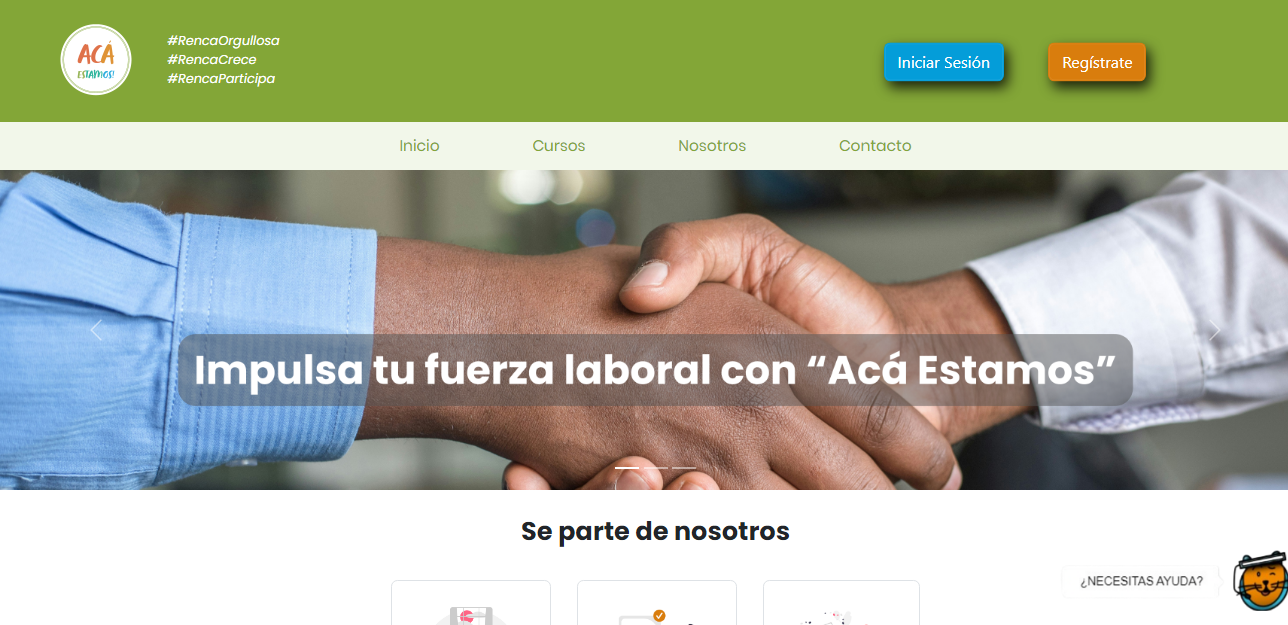 ACÁ
ESTAMOS!
#RencaOrgullosa
#RencaCrece
#RencaParticipa
Iniciar Sesión
Regístrate
Inicio
Cursos
Nosotros
Contacto
Impulsa tu fuerza laboral con “Acá Estamos”
Se parte de nosotros
¿NECESITAS AYUDA?